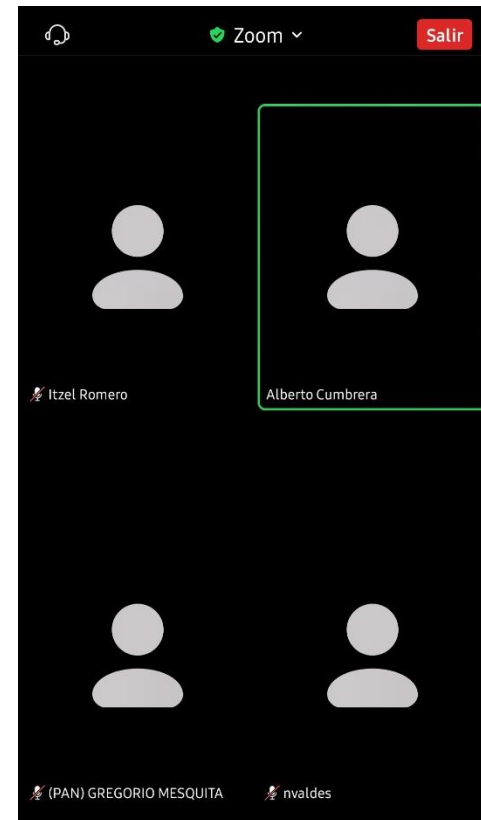 Zoom
Salir
Itzel Romero
Alberto Cumbrera
(PAN) GREGORIO MESQUITA
nvaldes